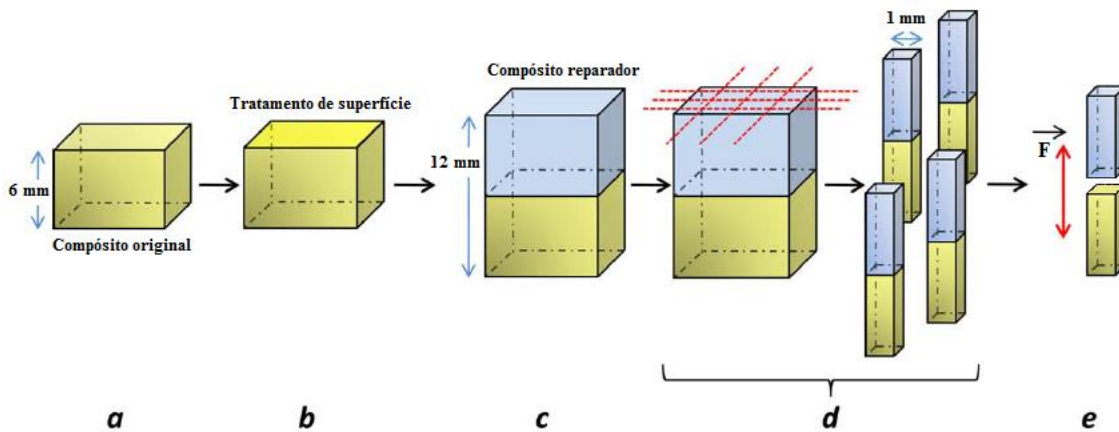 1 mm
Compósito reparador
Tratamento de superfície
12 mm
F
6 mm
Compósito original
a b c d e